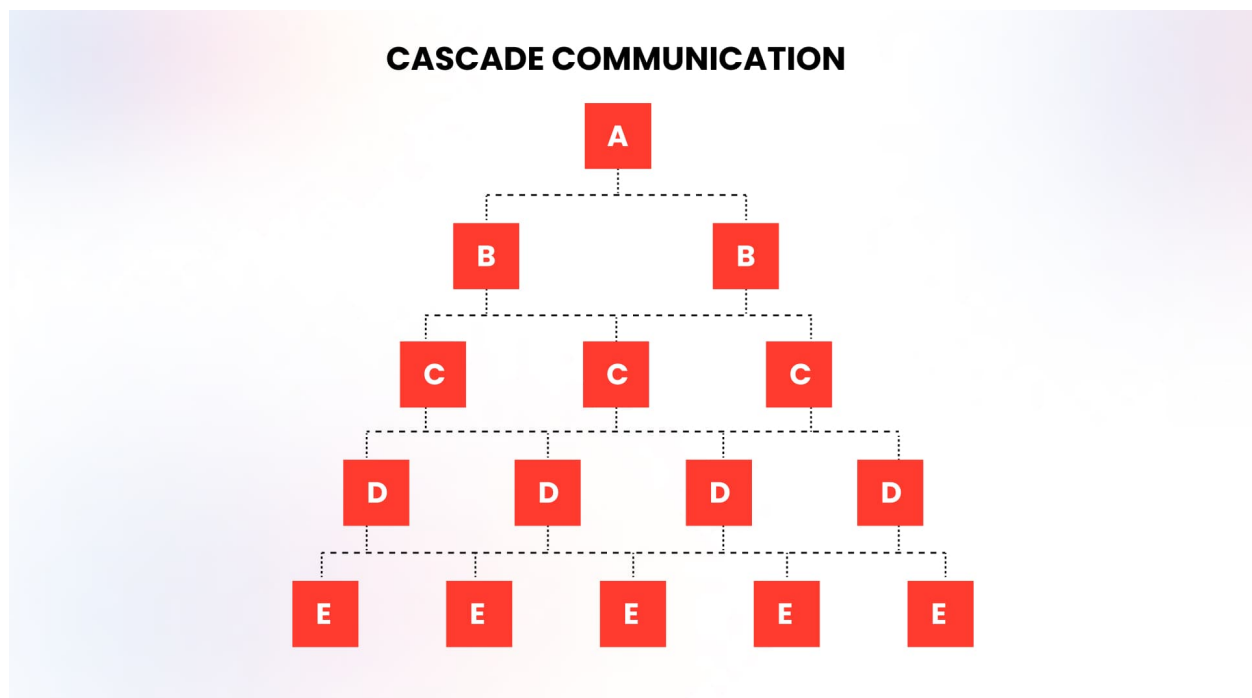 CASCADE COMMUNICATION
A
B B
C C C
D D D D
E E E E E